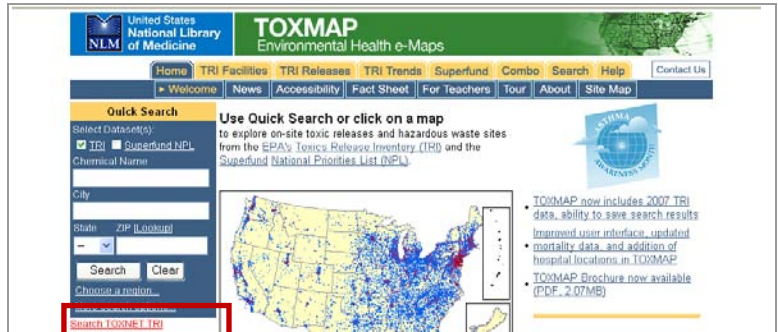 United States
National Library
of Medicine
NLM
TOXMAP
Environmental Health e-Maps
Home TRI Facilities TRI Releases TRI Trends Superfund Combo Search Help Contact Us
▸ Welcome News Accessibility Fact Sheet For Teachers Tour About Site Map
Quick Search
Select Dataset(s):
TRI Superfund NPL
Chemical Name
City
State ZIP [Lookup]
--
Search Clear
Choose a region...
More search options...
Search TOXNET TRI
Use Quick Search or click on a map
to explore on-site toxic releases and hazardous waste sites
from the EPA's Toxics Release Inventory (TRI) and the
Superfund National Priorities List (NPL).
ASTHMA
AWARENESS MONTH
• TOXMAP now includes 2007 TRI
data, ability to save search results
• Improved user interface, updated
mortality data, and addition of
hospital locations in TOXMAP
• TOXMAP Brochure now available
(PDF, 2.07MB)